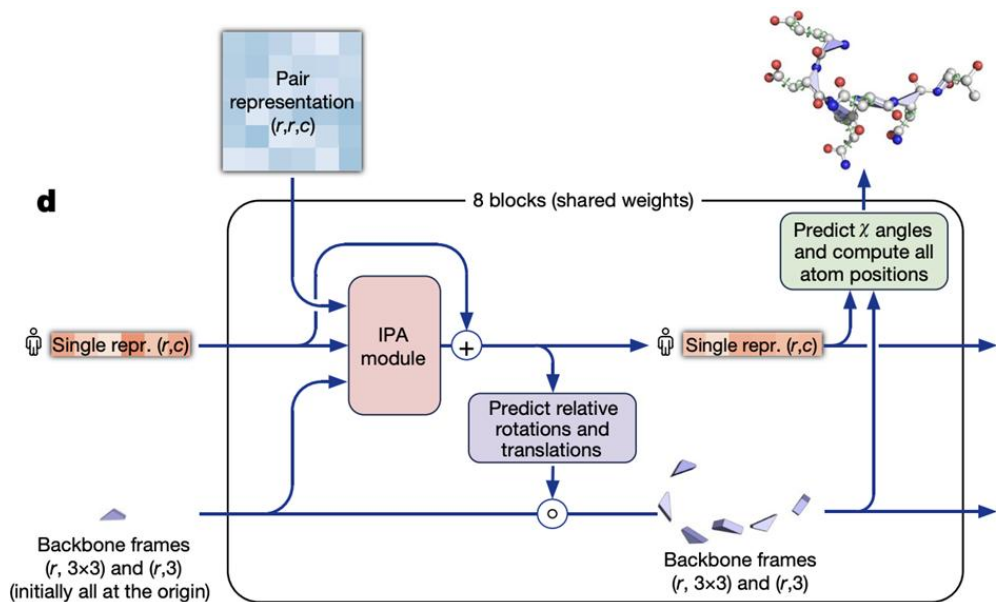 Pair
representation
(r,r,c)
d
8 blocks (shared weights)
Predict χ angles
and compute all
atom positions
Single repr. (r,c)
IPA
module
+
Single repr. (r,c)
Predict relative
rotations and
translations
Backbone frames
(r, 3×3) and (r,3)
(initially all at the origin)
Backbone frames
(r, 3×3) and (r,3)